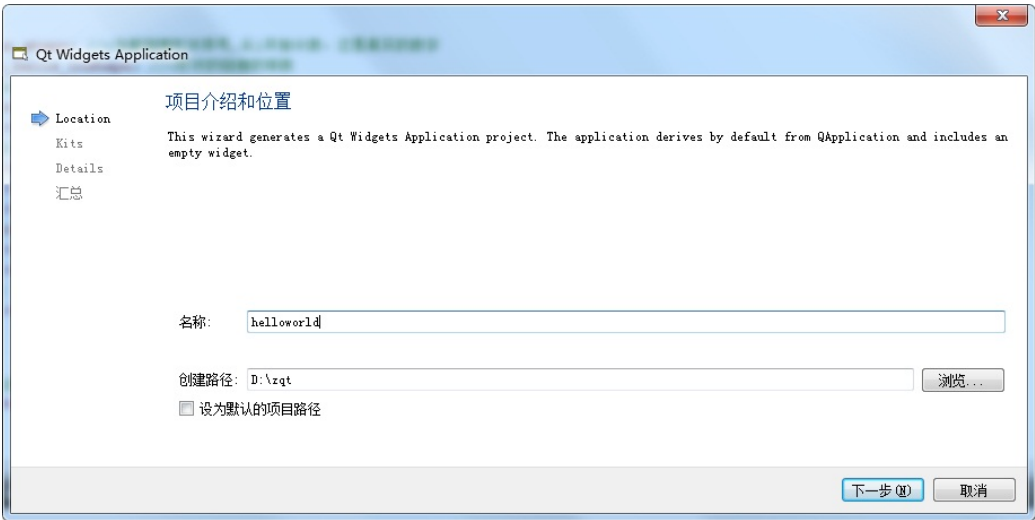 Qt Widgets Application
Location
Kits
Details
汇总
项目介绍和位置
This wizard generates a Qt Widgets Application project. The application derives by default from QApplication and includes an
empty widget.
名称:
helloworld
创建路径: D:\zqt
浏览...
设为默认的项目路径
下一步(N)
取消